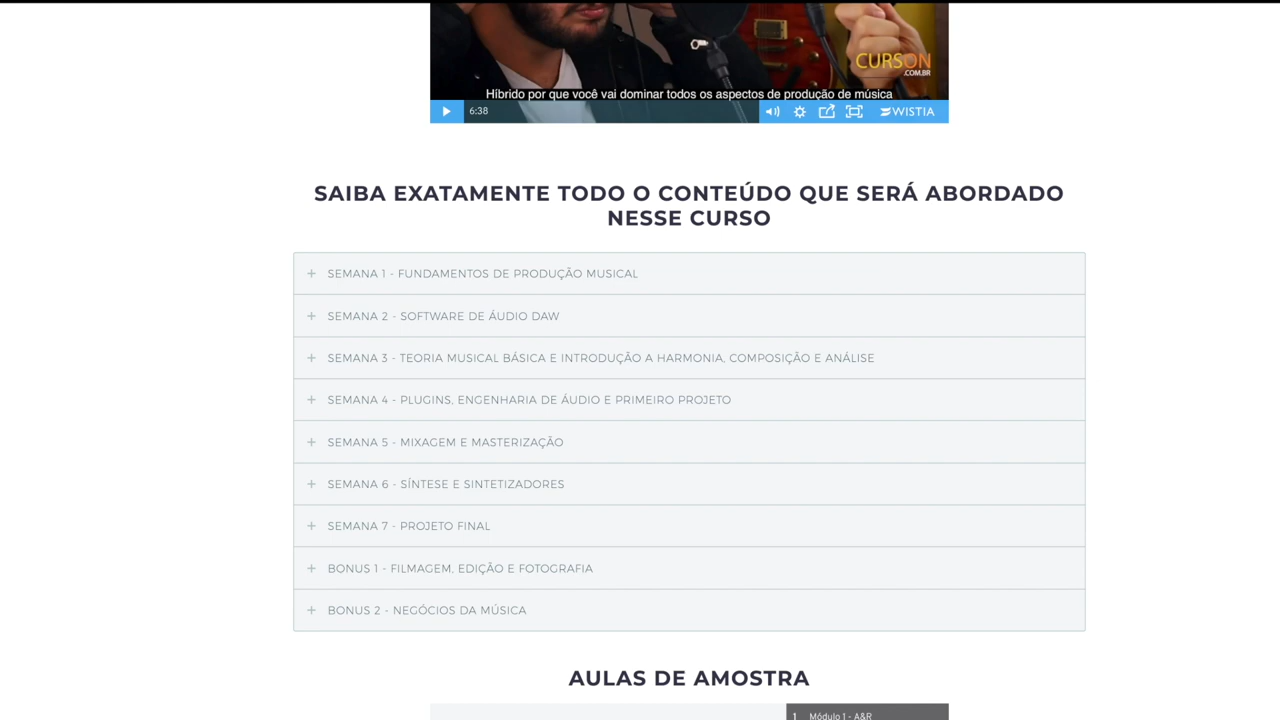 CURSON
.COM.BR
Híbrido por que você vai dominar todos os aspectos de produção de música
6:38
WISTIA
SAIBA EXATAMENTE TODO O CONTEÚDO QUE SERÁ ABORDADO
NESSE CURSO
+ SEMANA 1 - FUNDAMENTOS DE PRODUÇÃO MUSICAL
+ SEMANA 2 - SOFTWARE DE ÁUDIO DAW
+ SEMANA 3 - TEORIA MUSICAL BÁSICA E INTRODUÇÃO A HARMONIA, COMPOSIÇÃO E ANÁLISE
+ SEMANA 4 - PLUGINS, ENGENHARIA DE ÁUDIO E PRIMEIRO PROJETO
+ SEMANA 5 - MIXAGEM E MASTERIZAÇÃO
+ SEMANA 6 - SÍNTESE E SINTETIZADORES
+ SEMANA 7 - PROJETO FINAL
+ BONUS 1 - FILMAGEM, EDIÇÃO E FOTOGRAFIA
+ BONUS 2 - NEGÓCIOS DA MÚSICA
AULAS DE AMOSTRA
1 Módulo 1 - A&R